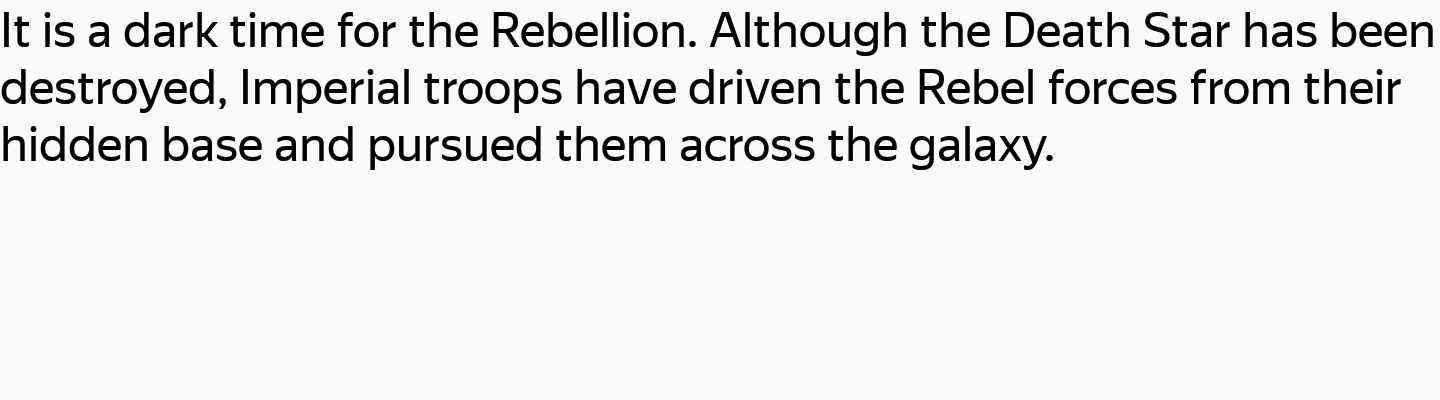 It is a dark time for the Rebellion. Although the Death Star has been
destroyed, Imperial troops have driven the Rebel forces from their
hidden base and pursued them across the galaxy.